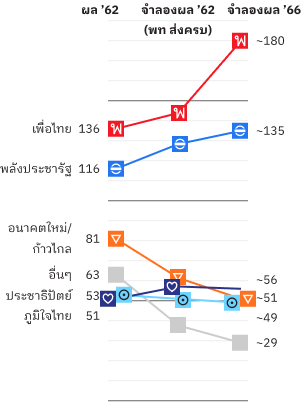 ผล ’62 จำลองผล ’62 จำลองผล ’66
(พท ส่งครบ)
~180
เพื่อไทย 136
~135
พลังประชารัฐ 116
อนาคตใหม่/
ก้าวไกล 81
อื่นๆ 63
~56
ประชาธิปัตย์ 53
~51
ภูมิใจไทย 51
~49
~29